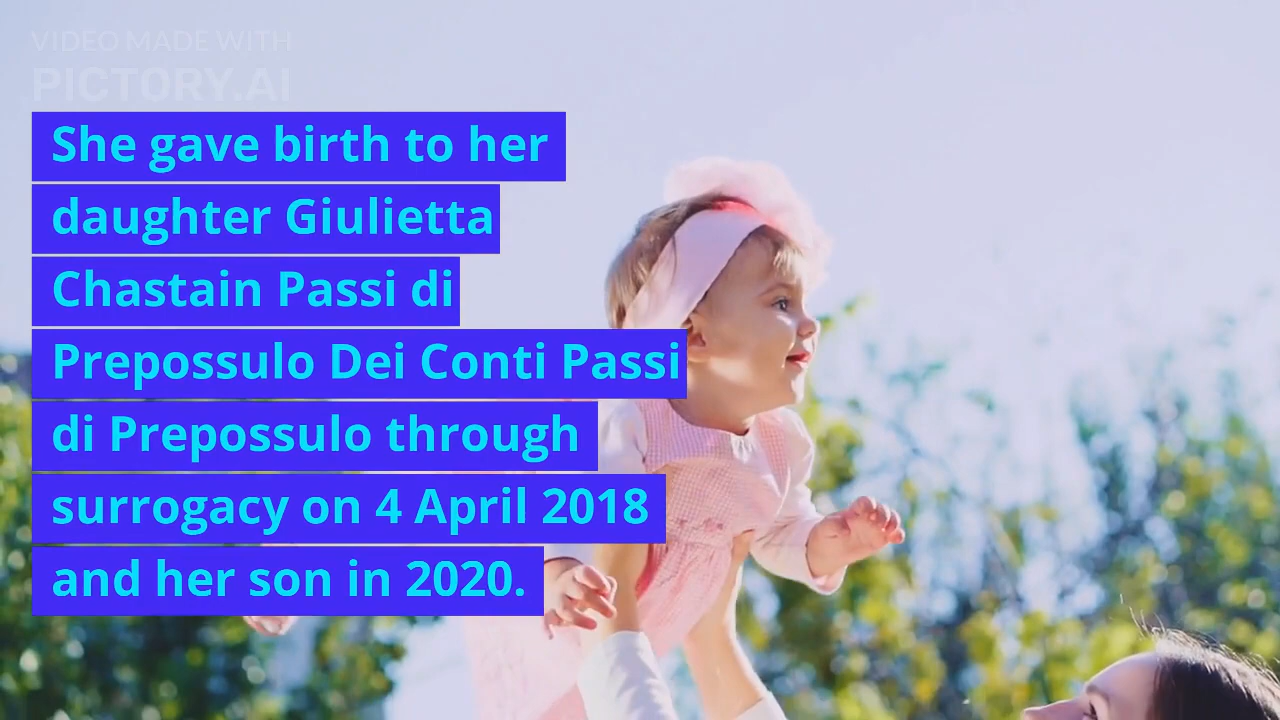 VIDEO MADE WITH
PICTORY.AI
She gave birth to her
daughter Giulietta
Chastain Passi di
Prepossulo Dei Conti Passi
di Prepossulo through
surrogacy on 4 April 2018
and her son in 2020.